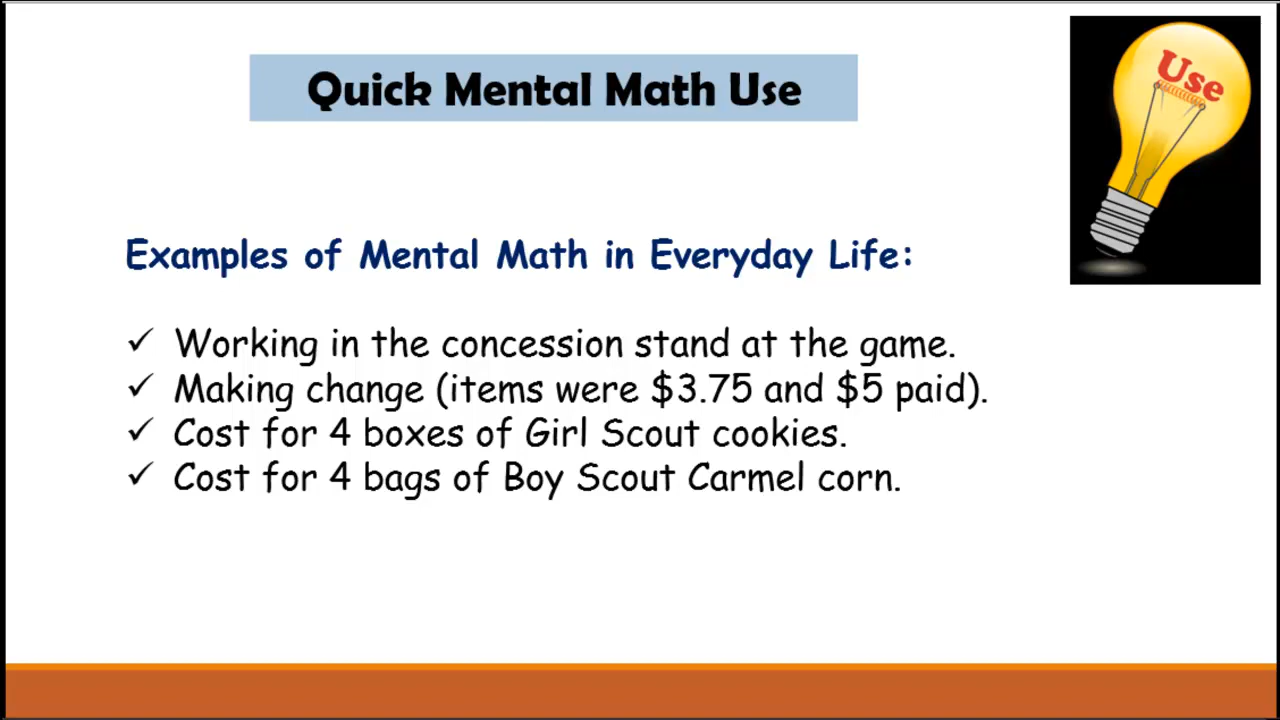 Quick Mental Math Use
Use
Examples of Mental Math in Everyday Life:
✓ Working in the concession stand at the game.
✓ Making change (items were $3.75 and $5 paid).
✓ Cost for 4 boxes of Girl Scout cookies.
✓ Cost for 4 bags of Boy Scout Carmel corn.